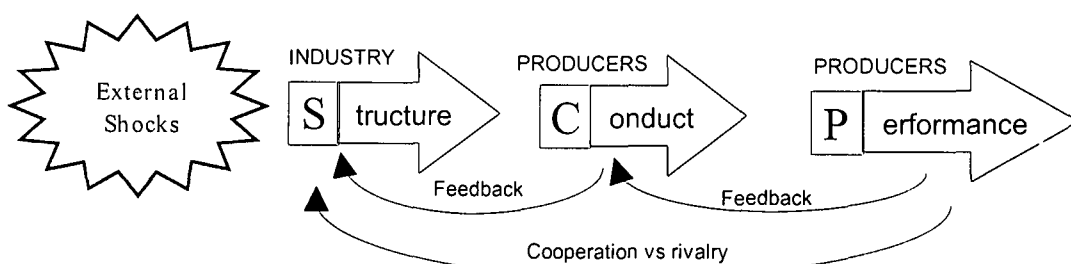 External
Shocks
INDUSTRY
S tructure
PRODUCERS
C onduct
PRODUCERS
P erformance
Feedback
Feedback
Cooperation vs rivalry